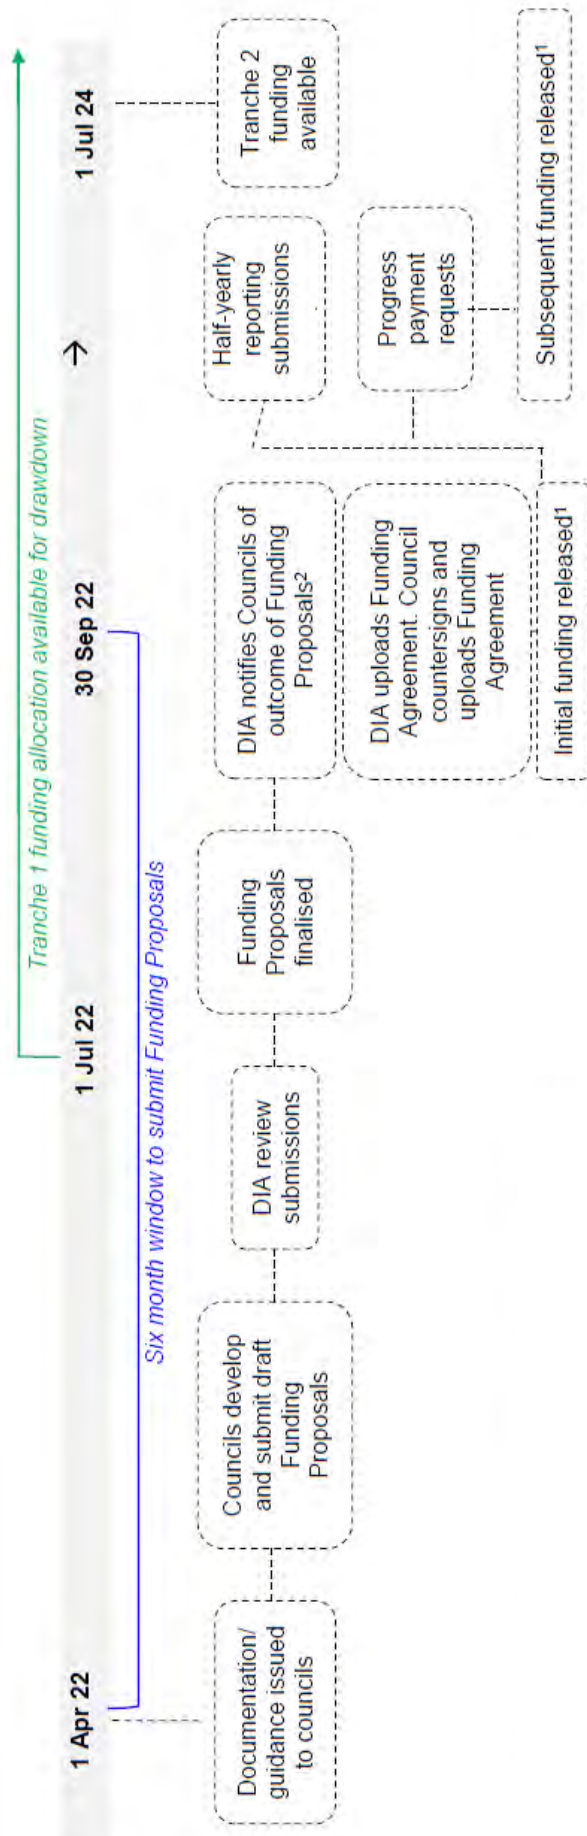 Tranche 1 funding allocation available for drawdown
1 Apr 22
1 Jul 22
30 Sep 22
→
1 Jul 24
Six month window to submit Funding Proposals
Documentation/
guidance issued
to councils
Councils develop
and submit draft
Funding
Proposals
DIA review
submissions
Funding
Proposals
finalised
DIA notifies Councils of
outcome of Funding
Proposals²
DIA uploads Funding
Agreement. Council
countersigns and
uploads Funding
Agreement
Initial funding released¹
Half-yearly
reporting
submissions
Progress
payment
requests
Subsequent funding released¹
Tranche 2
funding
available